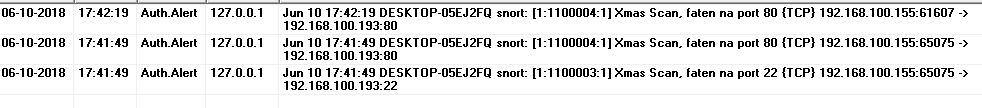 06-10-2018 17:42:19 Auth.Alert 127.0.0.1 Jun 10 17:42:19 DESKTOP-05EJ2FQ snort: [1:1100004:1] Xmas Scan, faten na port 80 {TCP} 192.168.100.155:61607 ->
192.168.100.193:80
06-10-2018 17:41:49 Auth.Alert 127.0.0.1 Jun 10 17:41:49 DESKTOP-05EJ2FQ snort: [1:1100004:1] Xmas Scan, faten na port 80 {TCP} 192.168.100.155:65075 ->
192.168.100.193:80
06-10-2018 17:41:49 Auth.Alert 127.0.0.1 Jun 10 17:41:49 DESKTOP-05EJ2FQ snort: [1:1100003:1] Xmas Scan, faten na port 22 {TCP} 192.168.100.155:65075 ->
192.168.100.193:22